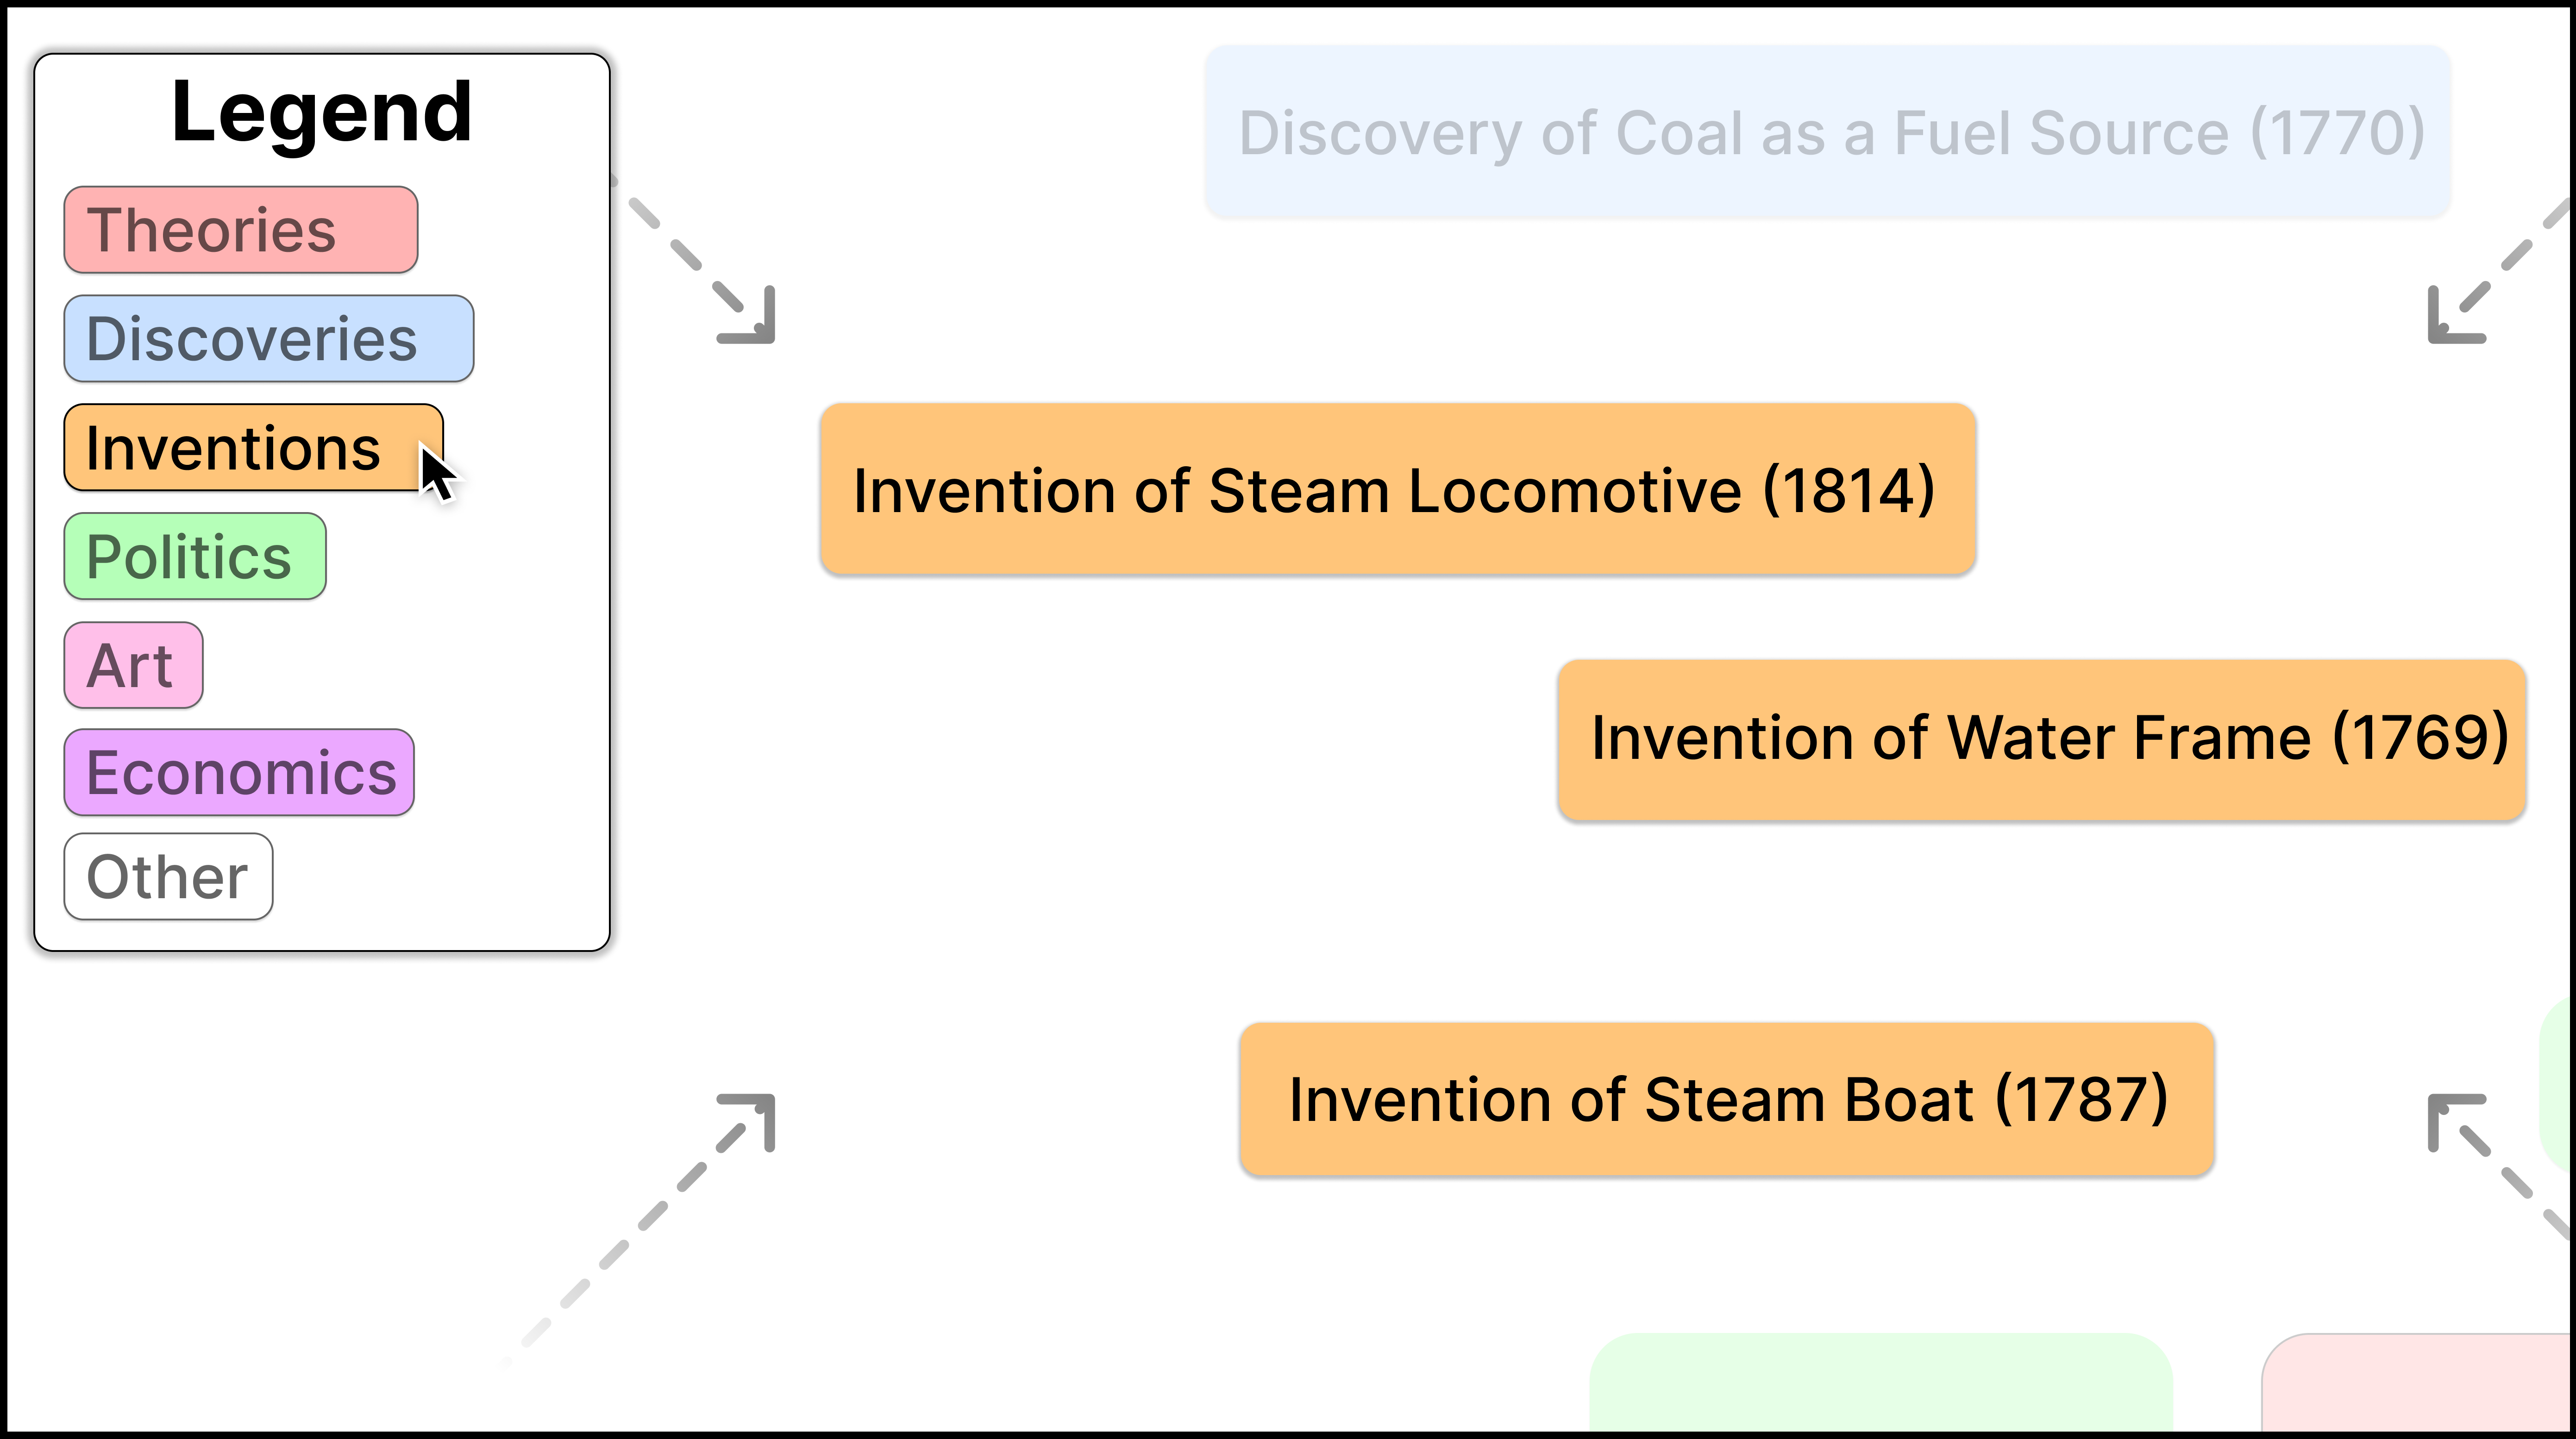 Legend
Theories
Discoveries
Inventions
Politics
Art
Economics
Other
Discovery of Coal as a Fuel Source (1770)
Invention of Steam Locomotive (1814)
Invention of Water Frame (1769)
Invention of Steam Boat (1787)